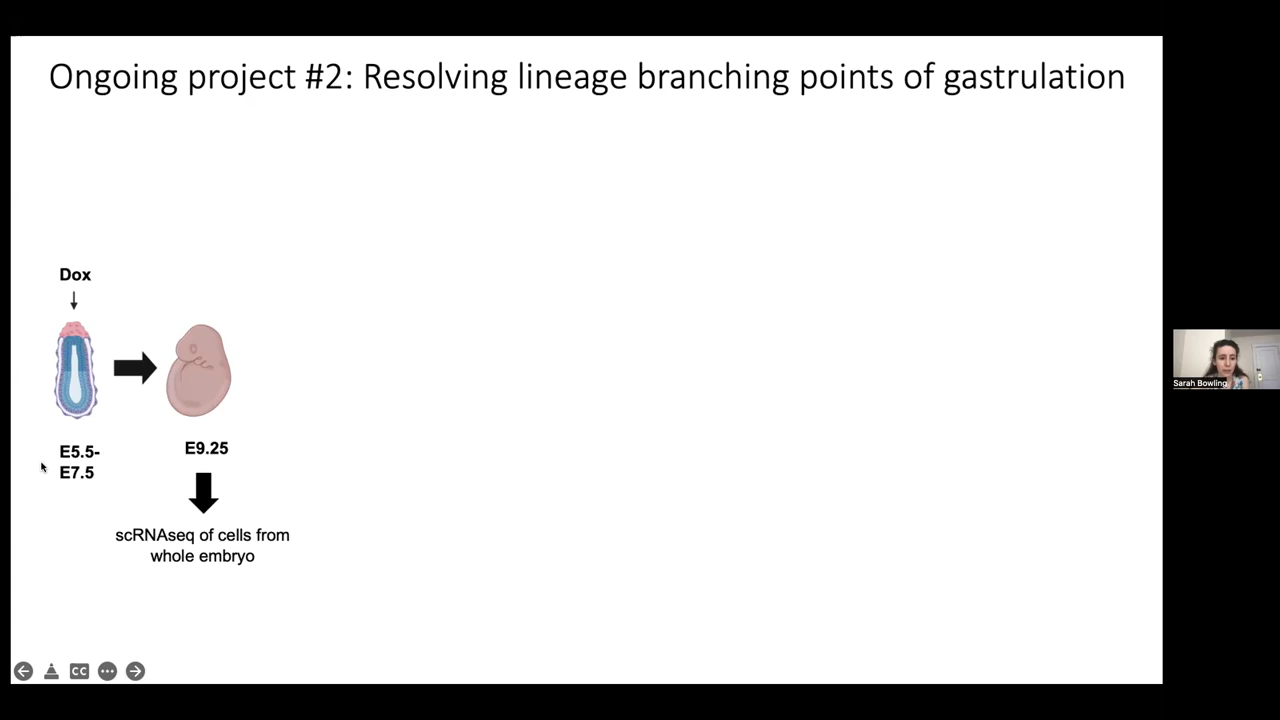 Ongoing project #2: Resolving lineage branching points of gastrulation
Dox
E5.5-
E7.5
E9.25
scRNAseq of cells from
whole embryo
Sarah Bowling
CC